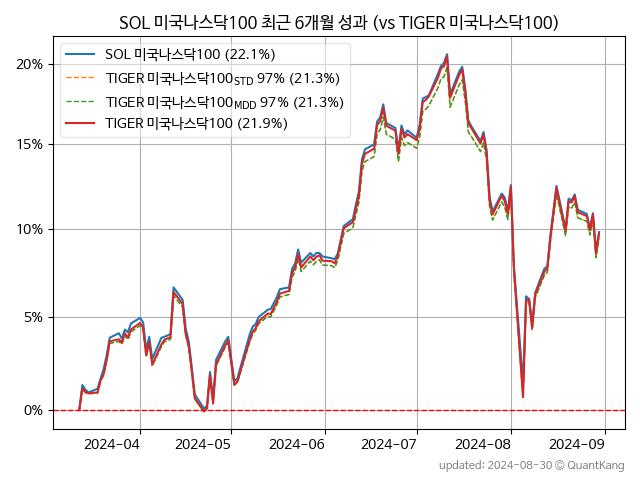 SOL 미국나스닥100 최근 6개월 성과 (vs TIGER 미국나스닥100)
SOL 미국나스닥100 (22.1%)
TIGER 미국나스닥100STD 97% (21.3%)
TIGER 미국나스닥100MDD 97% (21.3%)
TIGER 미국나스닥100 (21.9%)
20%
15%
10%
5%
0%
2024-04 2024-05 2024-06 2024-07 2024-08 2024-09
updated: 2024-08-30 © QuantKang